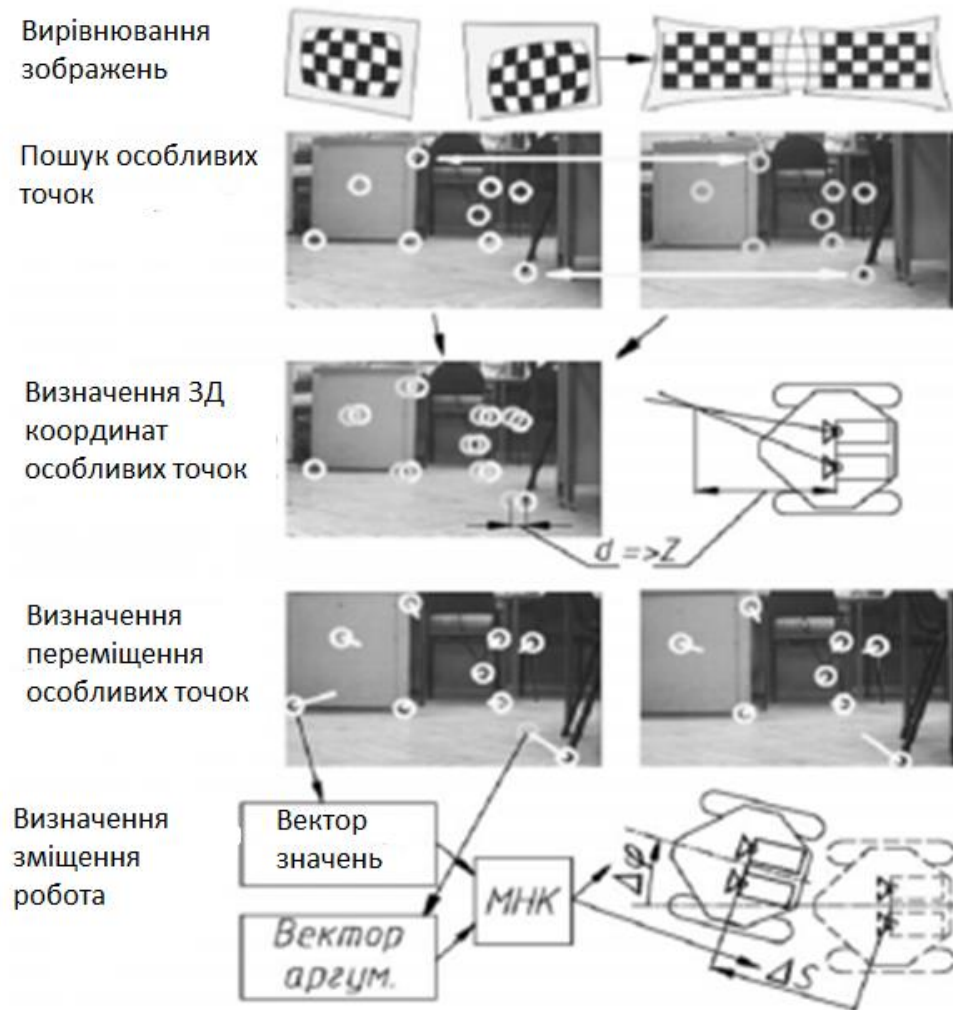 Вирівнювання
зображень
Пошук особливих
точок
Визначення 3Д
координат
особливих точок
d =>Z
Визначення
переміщення
особливих точок
Визначення
зміщення
робота
Вектор
значень
МНК
Вектор
аргум.
Δφ
ΔS